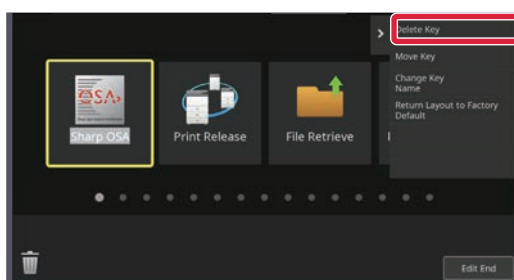 Delete Key
Move Key
Change Key
Name
Return Layout to Factory
Default
OSA
Sharp OSA
Print Release
File Retrieve
Edit End